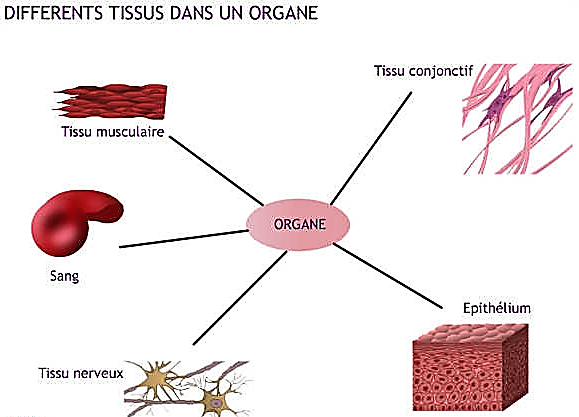 DIFFERENTS TISSUS DANS UN ORGANE
Tissu conjonctif
Tissu musculaire
ORGANE
Sang
Epithélium
Tissu nerveux